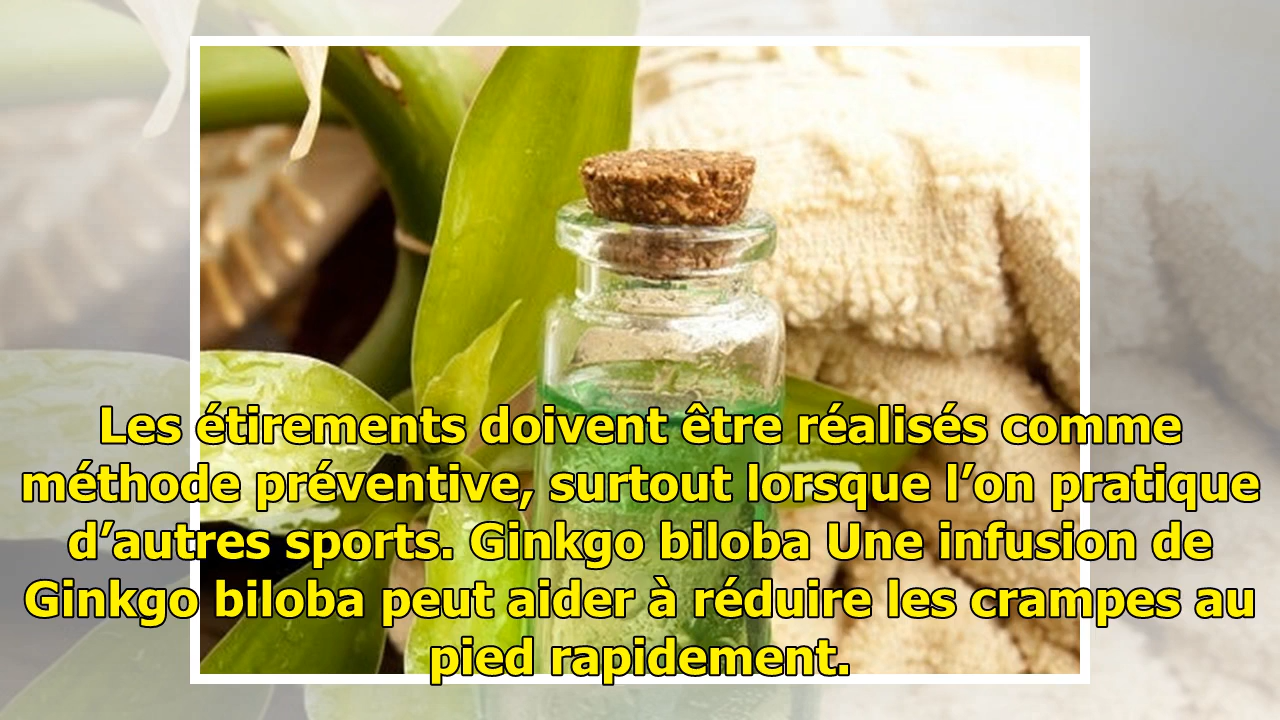 Les étirements doivent être réalisés comme
méthode préventive, surtout lorsque l’on pratique
d’autres sports. Ginkgo biloba Une infusion de
Ginkgo biloba peut aider à réduire les crampes au
pied rapidement.